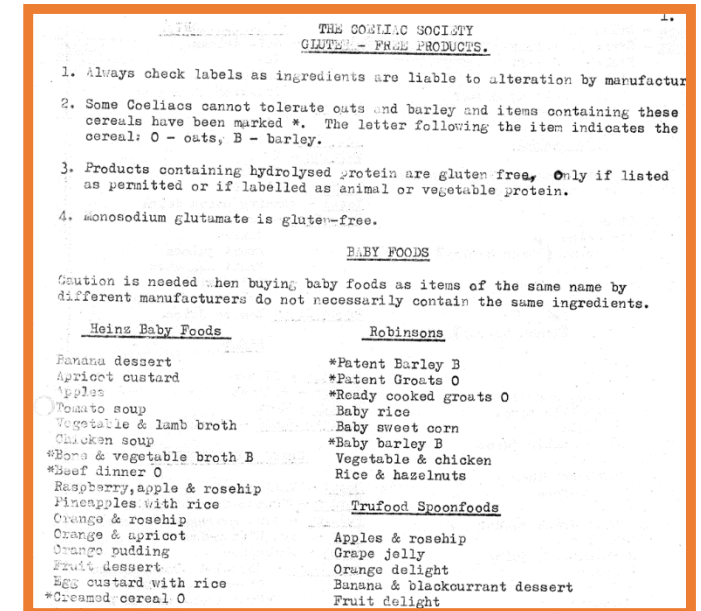 1.
THE COELIAC SOCIETY
GLUTEN - FREE PRODUCTS.
1. Always check labels as ingredients are liable to alteration by manufactur
2. Some Coeliacs cannot tolerate oats and barley and items containing these
cereals have been marked *. The letter following the item indicates the
cereal: O - oats, B - barley.
3. Products containing hydrolysed protein are gluten free, Only if listed
as permitted or if labelled as animal or vegetable protein.
4. Monosodium glutamate is gluten-free.
BABY FOODS
Caution is needed when buying baby foods as items of the same name by
different manufacturers do not necessarily contain the same ingredients.
Heinz Baby Foods
Banana dessert
Apricot custard
Apples
Tomato soup
Vegetable & lamb broth
Chicken soup
*Bone & vegetable broth B
*Beef dinner O
Raspberry,apple & rosehip
Pineapples with rice
Orange & rosehip
Orange & apricot
Orange pudding
Fruit dessert
Egg custard with rice
*Creamed cereal O
Robinsons
*Patent Barley B
*Patent Groats O
*Ready cooked groats O
Baby rice
Baby sweet corn
*Baby barley B
Vegetable & chicken
Rice & hazelnuts
Trufood Spoonfoods
Apples & rosehip
Grape jelly
Orange delight
Banana & blackcurrant dessert
Fruit delight